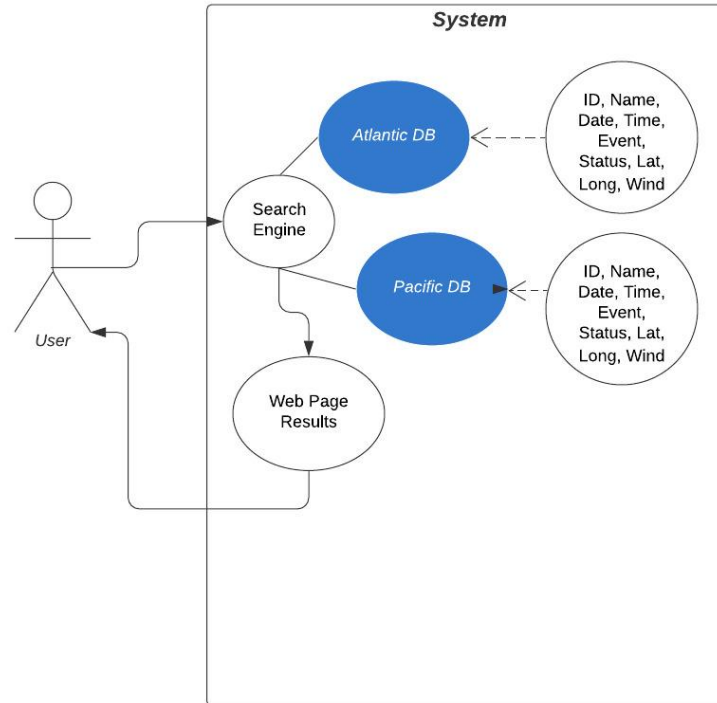 System
Atlantic DB
ID, Name,
Date, Time,
Event,
Status, Lat,
Long, Wind
Search
Engine
Pacific DB
ID, Name,
Date, Time,
Event,
Status, Lat,
Long, Wind
User
Web Page
Results